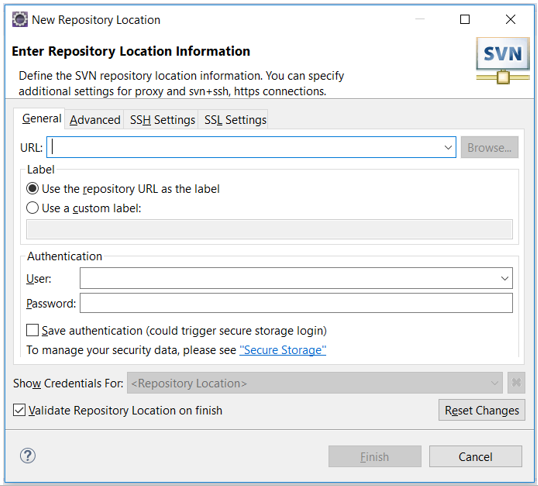 New Repository Location
Enter Repository Location Information
SVN
Define the SVN repository location information. You can specify
additional settings for proxy and svn+ssh, https connections.
General Advanced SSH Settings SSL Settings
URL: Browse...
Label
Use the repository URL as the label
Use a custom label:
Authentication
User:
Password:
Save authentication (could trigger secure storage login)
To manage your security data, please see "Secure Storage"
Show Credentials For: <Repository Location>
Validate Repository Location on finish Reset Changes
? Finish Cancel